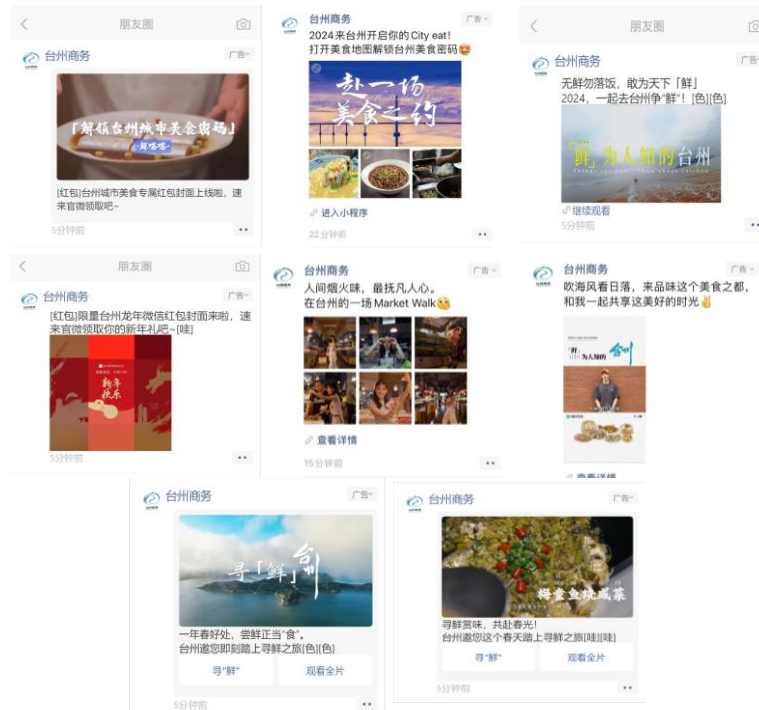 朋友圈
台州商务
广告
「解锁台州城市美食密码」
·鲜嗒嗒·
[红包]台州城市美食专属红包封面上线啦，速
来官微领取吧~
5分钟前
台州商务
广告
2024来台州开启你的City eat!
打开美食地图解锁台州美食密码
赴一场
美食之约
进入小程序
22分钟前
朋友圈
台州商务
广告
无鲜勿落饭，敢为天下「鲜」
2024，一起去台州争“鲜”！[色][色]
「鲜」为人知的台州
继续观看
5分钟前
朋友圈
台州商务
广告
[红包]限量台州龙年微信红包封面来啦，速
来官微领取你的新年礼吧~[哇]
新年
快乐
5分钟前
台州商务
广告
人间烟火味，最抚凡人心。
在台州的一场Market Walk
查看详情
15分钟前
台州商务
广告
吹海风看日落，来品味这个美食之都，
和我一起共享这美好的时光
「鲜」
为人知的
台州
查看详情
台州商务
广告
寻「鲜」台州
一年春好处，尝鲜正当“食”。
台州邀您即刻踏上寻鲜之旅[色][色]
寻“鲜”
观看全片
5分钟前
台州商务
广告
梅童鱼烧咸菜
寻鲜赏味，共赴春光！
台州邀您这个春天踏上寻鲜之旅[哇][哇]
寻“鲜”
观看全片
5分钟前